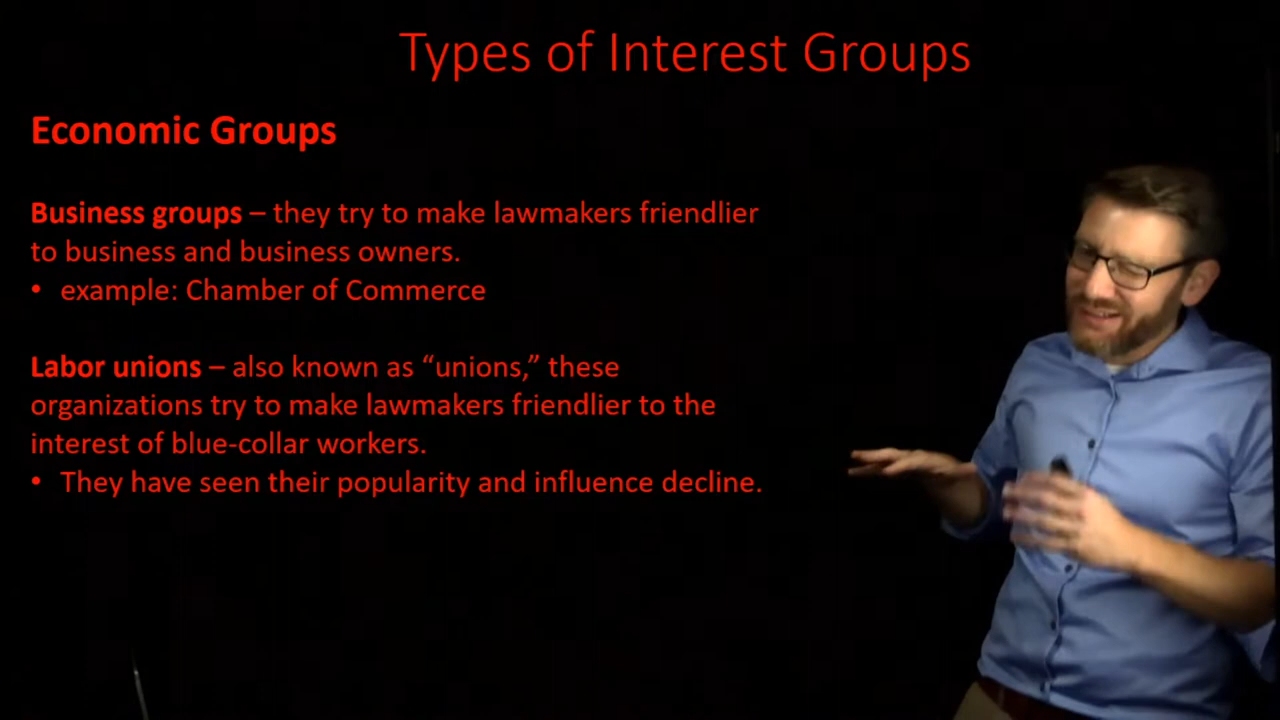 Types of Interest Groups
Economic Groups
Business groups – they try to make lawmakers friendlier
to business and business owners.
• example: Chamber of Commerce
Labor unions – also known as “unions,” these
organizations try to make lawmakers friendlier to the
interest of blue-collar workers.
• They have seen their popularity and influence decline.